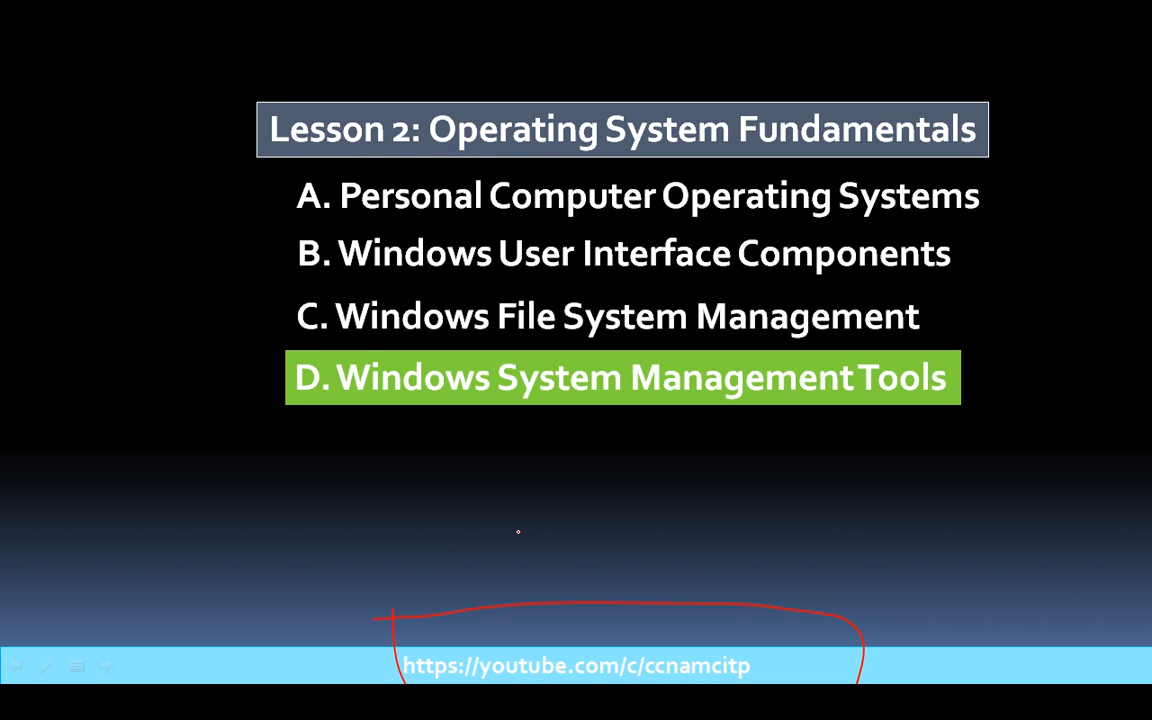 Lesson 2: Operating System Fundamentals
A. Personal Computer Operating Systems
B. Windows User Interface Components
C. Windows File System Management
D. Windows System Management Tools
https://youtube.com/c/ccnamcitp